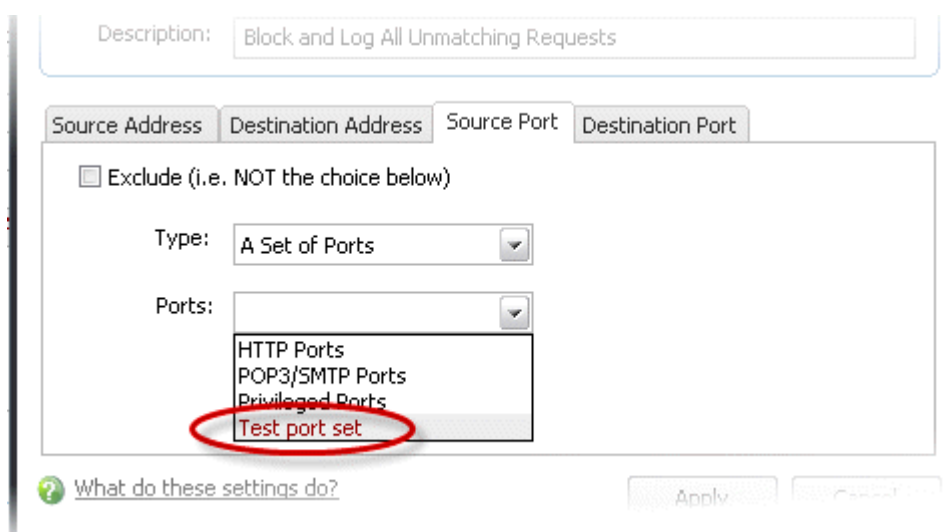 Description: Block and Log All Unmatching Requests
Source Address Destination Address Source Port Destination Port
Exclude (i.e. NOT the choice below)
Type: A Set of Ports
Ports:
HTTP Ports
POP3/SMTP Ports
Privileged Ports
Test port set
What do these settings do? Apply Cancel